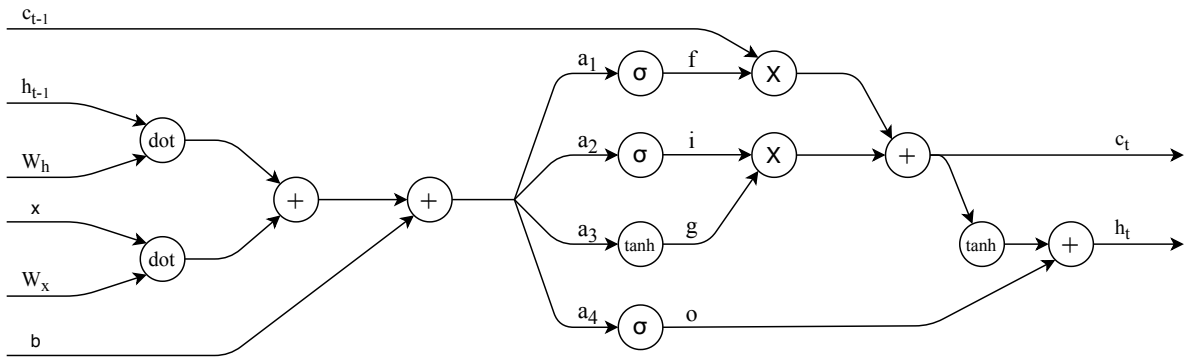 c_{t-1}
h_{t-1}
W_h
x
W_x
b
dot
dot
+
+
a_1
σ
f
X
a_2
σ
i
X
a_3
tanh
g
a_4
σ
o
+
c_t
tanh
+
h_t